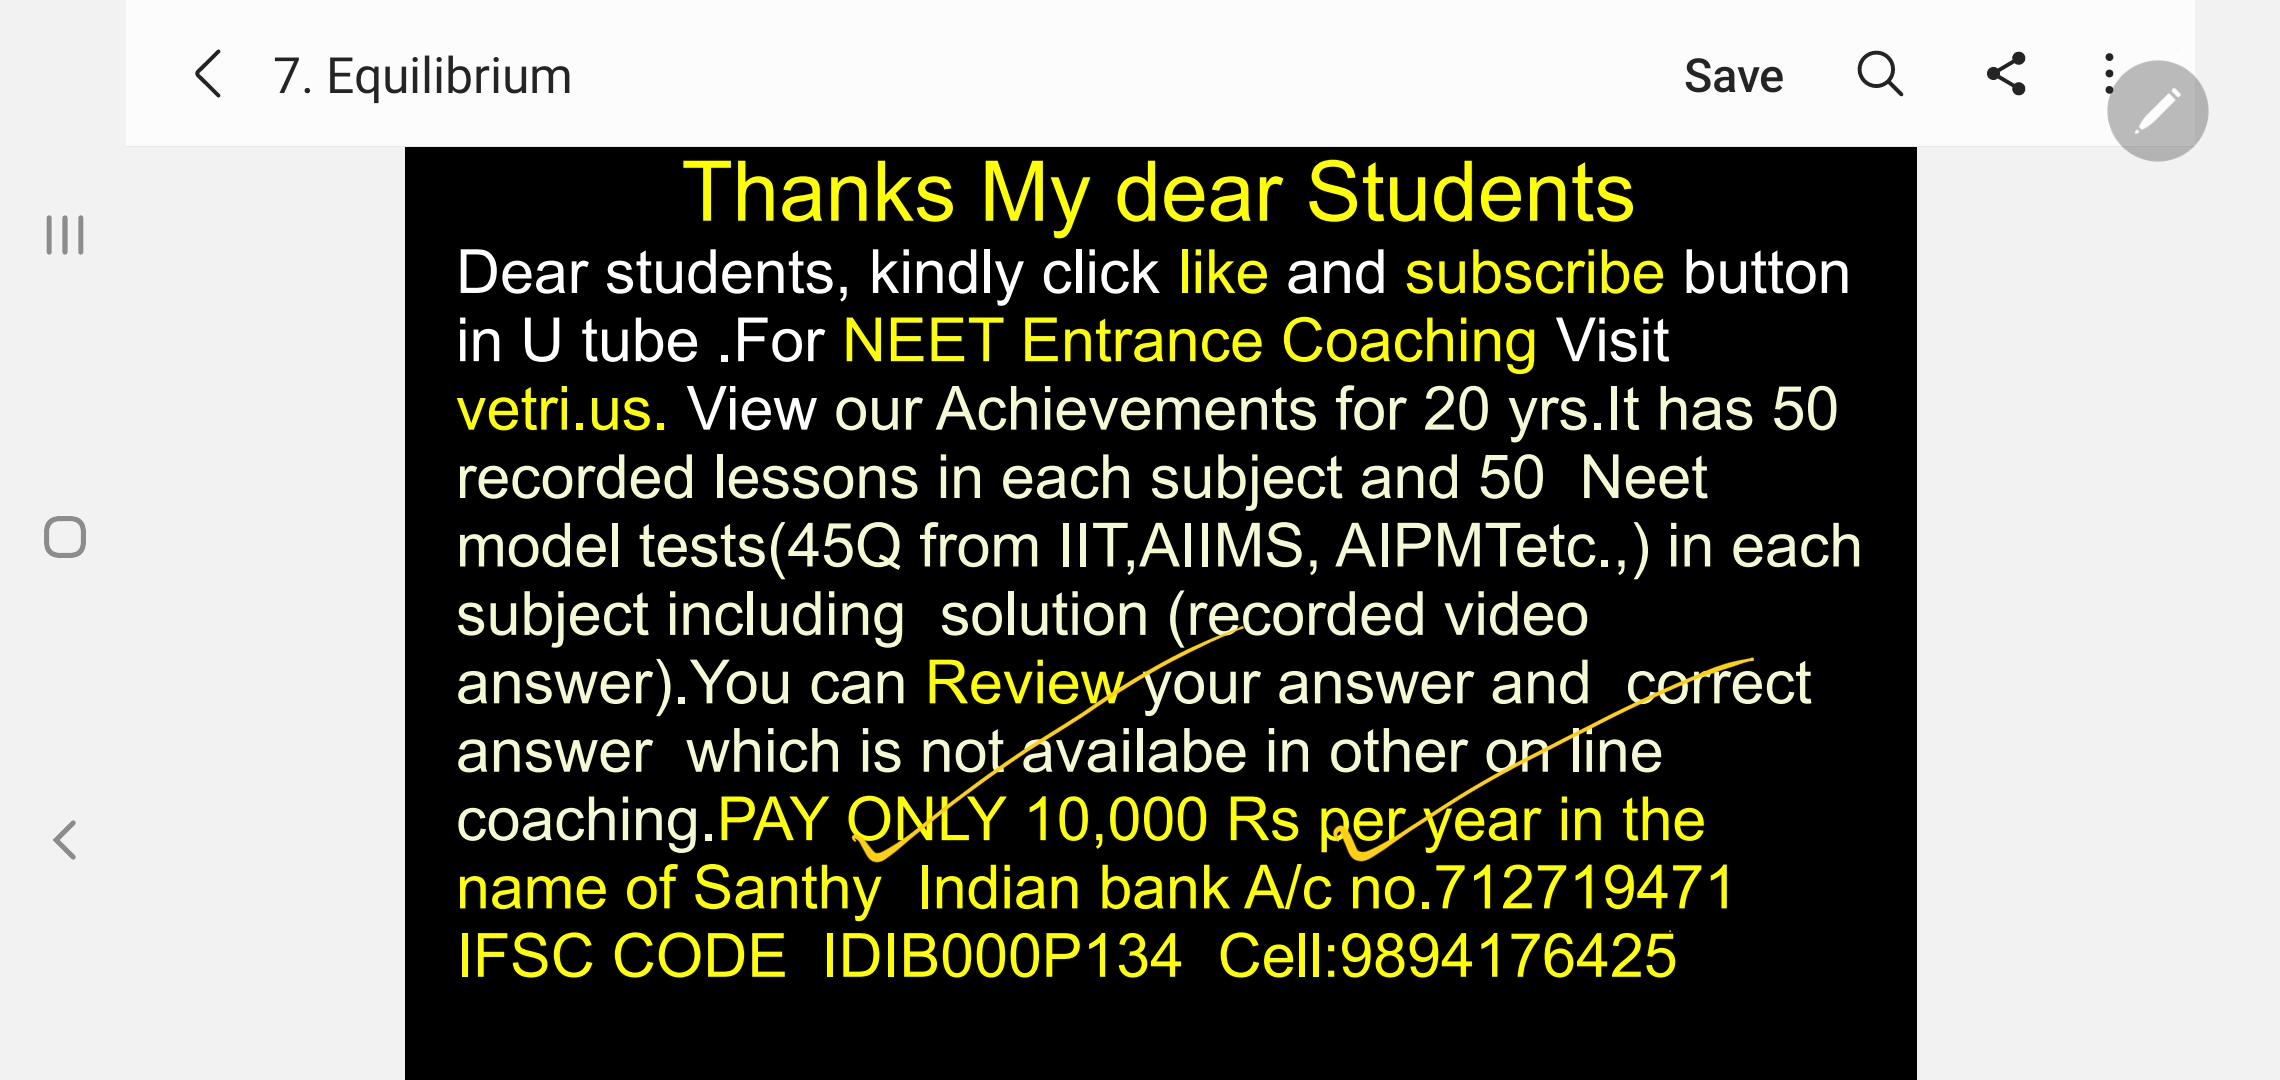 7. Equilibrium
Save
Thanks My dear Students
Dear students, kindly click like and subscribe button
in U tube .For NEET Entrance Coaching Visit
vetri.us. View our Achievements for 20 yrs.It has 50
recorded lessons in each subject and 50 Neet
model tests(45Q from IIT,AIIMS, AIPMTetc.,) in each
subject including solution (recorded video
answer).You can Review your answer and correct
answer which is not availabe in other on line
coaching.PAY ONLY 10,000 Rs per year in the
name of Santhy Indian bank A/c no.712719471
IFSC CODE IDIB000P134 Cell:9894176425